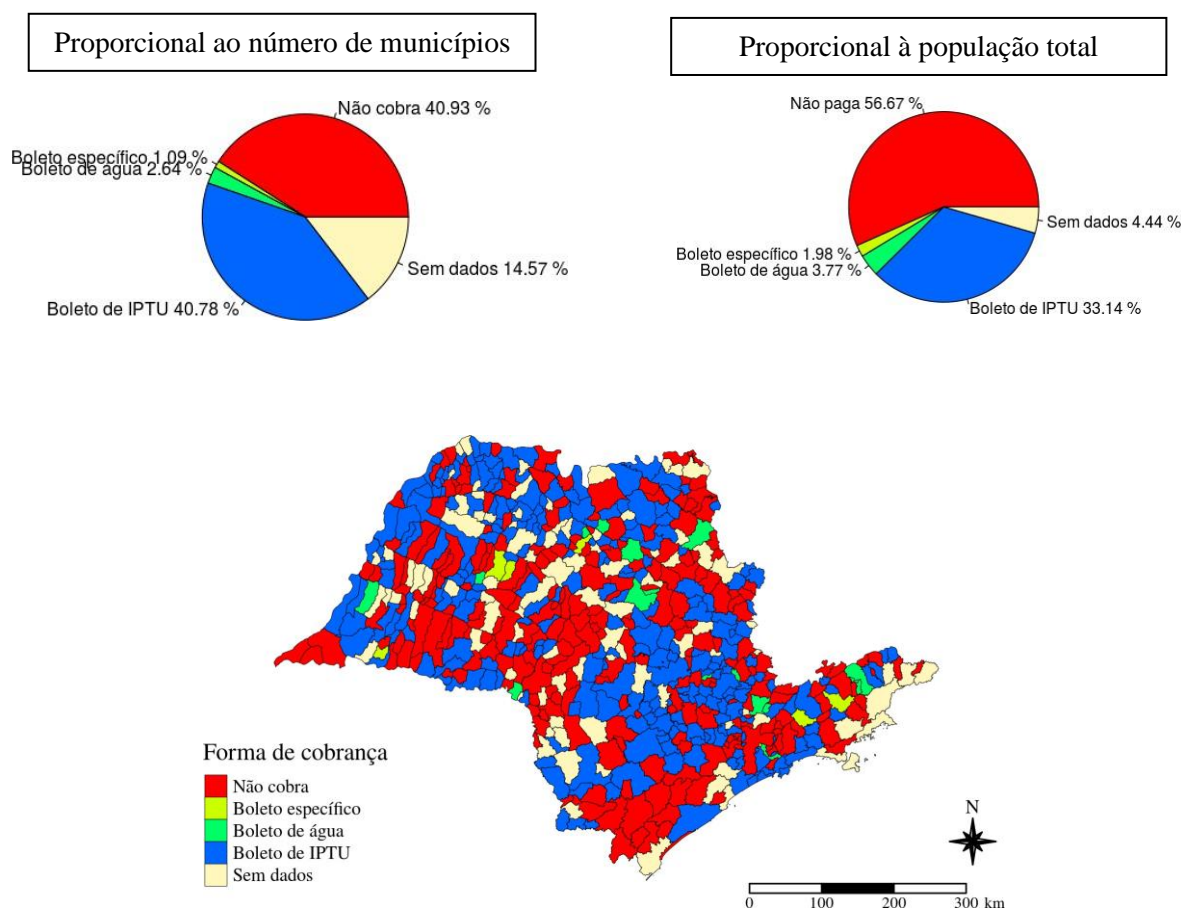 Proporcional ao número de municípios
Não cobra 40.93 %
Boleto específico 1.09 %
Boleto de água 2.64 %
Sem dados 14.57 %
Boleto de IPTU 40.78 %
Proporcional à população total
Não paga 56.67 %
Sem dados 4.44 %
Boleto específico 1.98 %
Boleto de água 3.77 %
Boleto de IPTU 33.14 %
Forma de cobrança
Não cobra
Boleto específico
Boleto de água
Boleto de IPTU
Sem dados
N
0 100 200 300 km